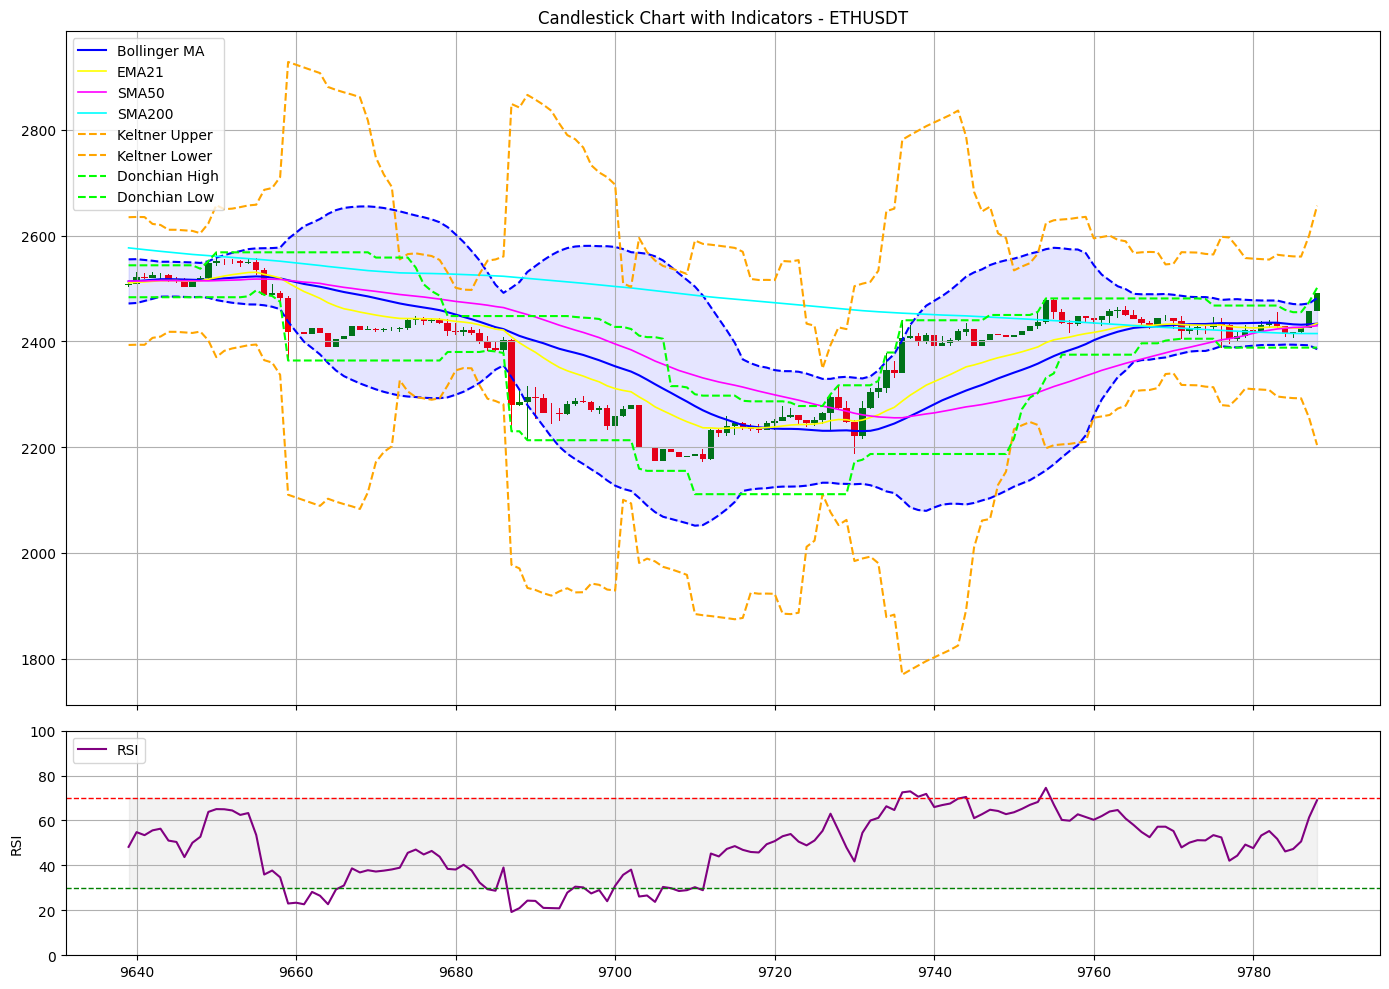 Candlestick Chart with Indicators - ETHUSDT
Bollinger MA
EMA21
SMA50
SMA200
Keltner Upper
Keltner Lower
Donchian High
Donchian Low
2800
2600
2400
2200
2000
1800
RSI
100
80
60
40
20
0
RSI
9640 9660 9680 9700 9720 9740 9760 9780